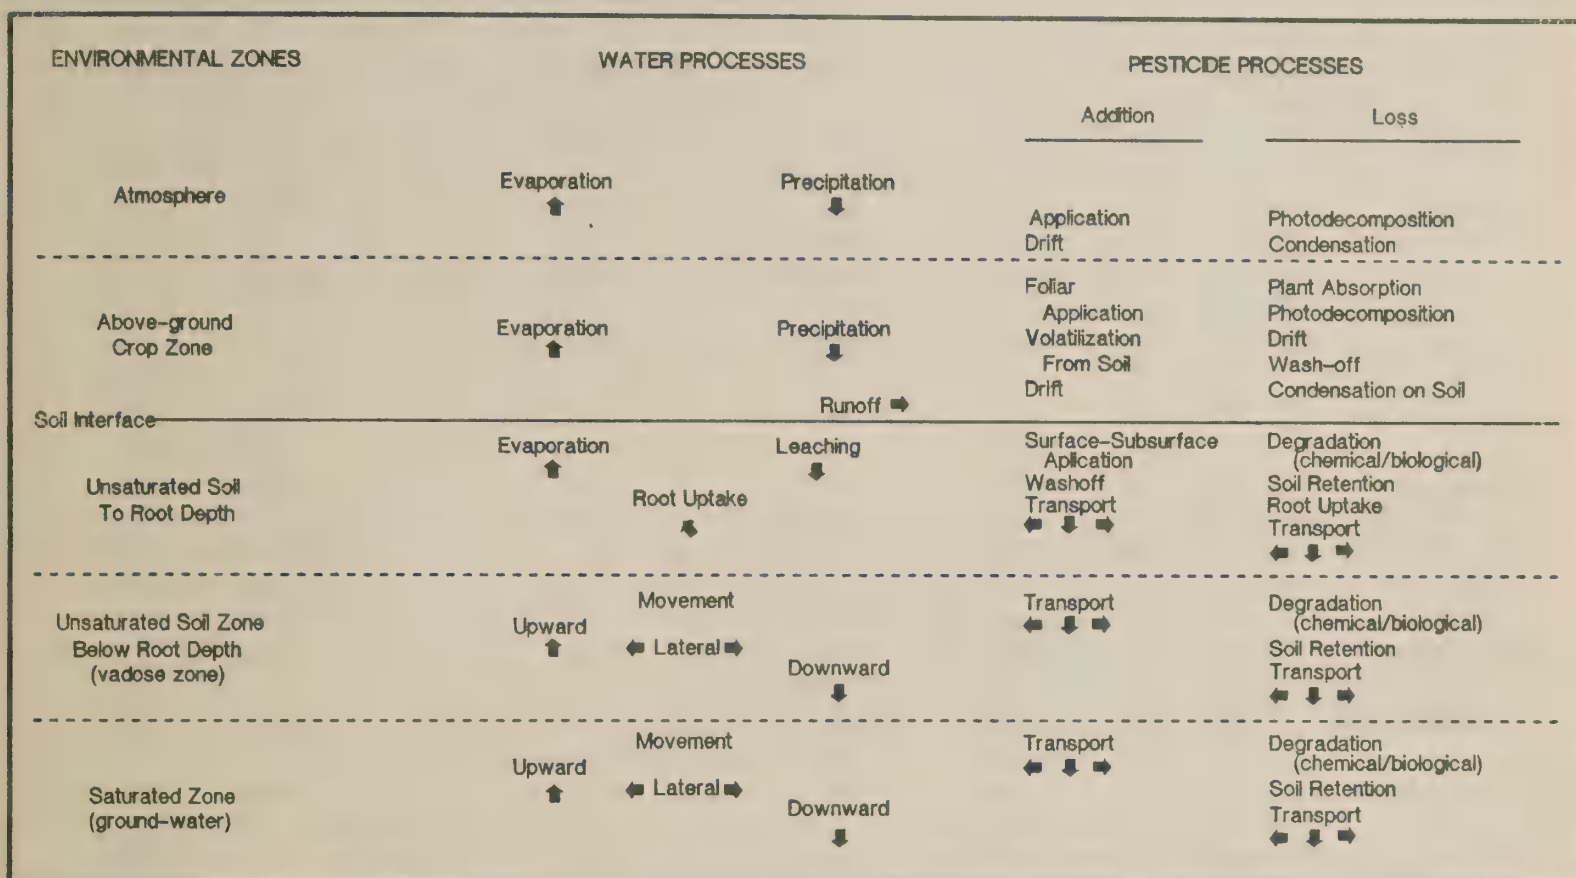 ENVIRONMENTAL ZONES
WATER PROCESSES
PESTICIDE PROCESSES
Addition
Loss
Atmosphere
Evaporation
Precipitation
Application
Drift
Photodecomposition
Condensation
Above-ground
Crop Zone
Evaporation
Precipitation
Runoff
Foliar
Application
Volatilization
From Soil
Drift
Plant Absorption
Photodecomposition
Drift
Wash-off
Condensation on Soil
Soil Interface
Unsaturated Soil
To Root Depth
Evaporation
Leaching
Root Uptake
Surface-Subsurface
Aplication
Washoff
Transport
Degradation
(chemical/biological)
Soil Retention
Root Uptake
Transport
Unsaturated Soil Zone
Below Root Depth
(vadose zone)
Movement
Upward
Lateral
Downward
Transport
Degradation
(chemical/biological)
Soil Retention
Transport
Saturated Zone
(ground-water)
Movement
Upward
Lateral
Downward
Transport
Degradation
(chemical/biological)
Soil Retention
Transport